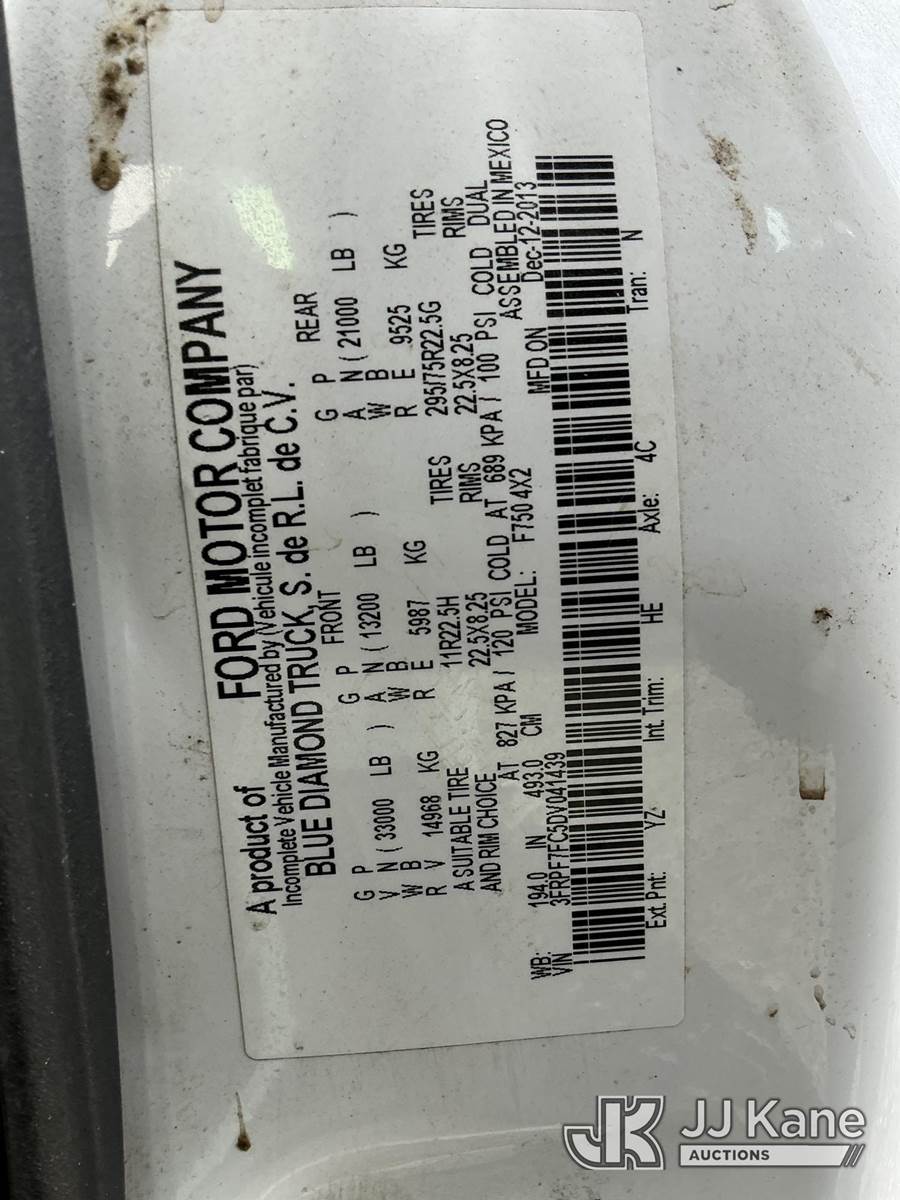 A product of FORD MOTOR COMPANY
Incomplete Vehicle Manufactured by (Vehicule incomplet fabrique par)
BLUE DIAMOND TRUCK, S. de R.L. de C.V.
FRONT REAR
G P G P G P
V N ( 33000 LB ) A N ( 13200 LB ) A N ( 21000 LB )
W B W B W B
R V 14968 KG R E 5987 KG R E 9525 KG
A SUITABLE TIRE 11R22.5H TIRES 295/75R22.5G TIRES
AND RIM CHOICE 22.5X8.25 RIMS 22.5X8.25 RIMS
AT 827 KPA / 120 PSI COLD AT 689 KPA / 100 PSI COLD DUAL
WB: 194.0 IN 493.0 CM MODEL: F750 4X2 ASSEMBLED IN MEXICO
VIN 3FRPF7FC5DV041439 MFD ON Dec-12-2013
Ext. Pnt: YZ Int. Trim: HE Axle: 4C Tran: N
JK JJ Kane
AUCTIONS